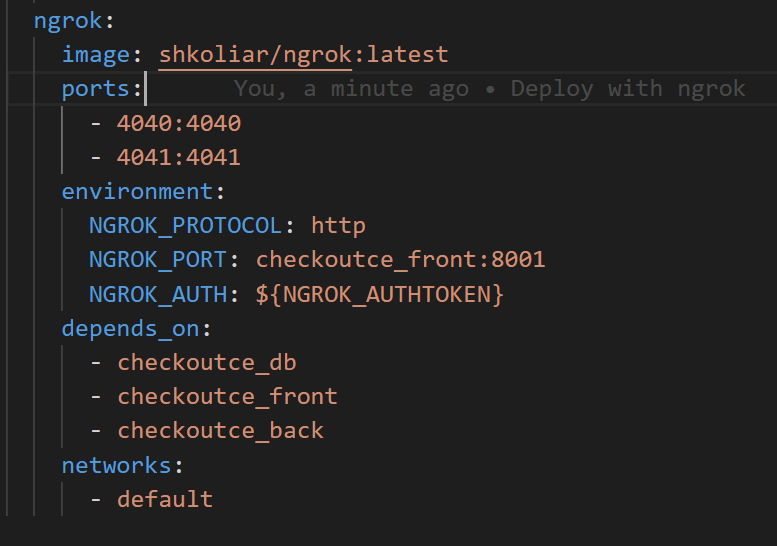 ngrok:
image: shkoliar/ngrok:latest
ports: You, a minute ago • Deploy with ngrok
- 4040:4040
- 4041:4041
environment:
NGROK_PROTOCOL: http
NGROK_PORT: checkoutce_front:8001
NGROK_AUTH: ${NGROK_AUTHTOKEN}
depends_on:
- checkoutce_db
- checkoutce_front
- checkoutce_back
networks:
- default